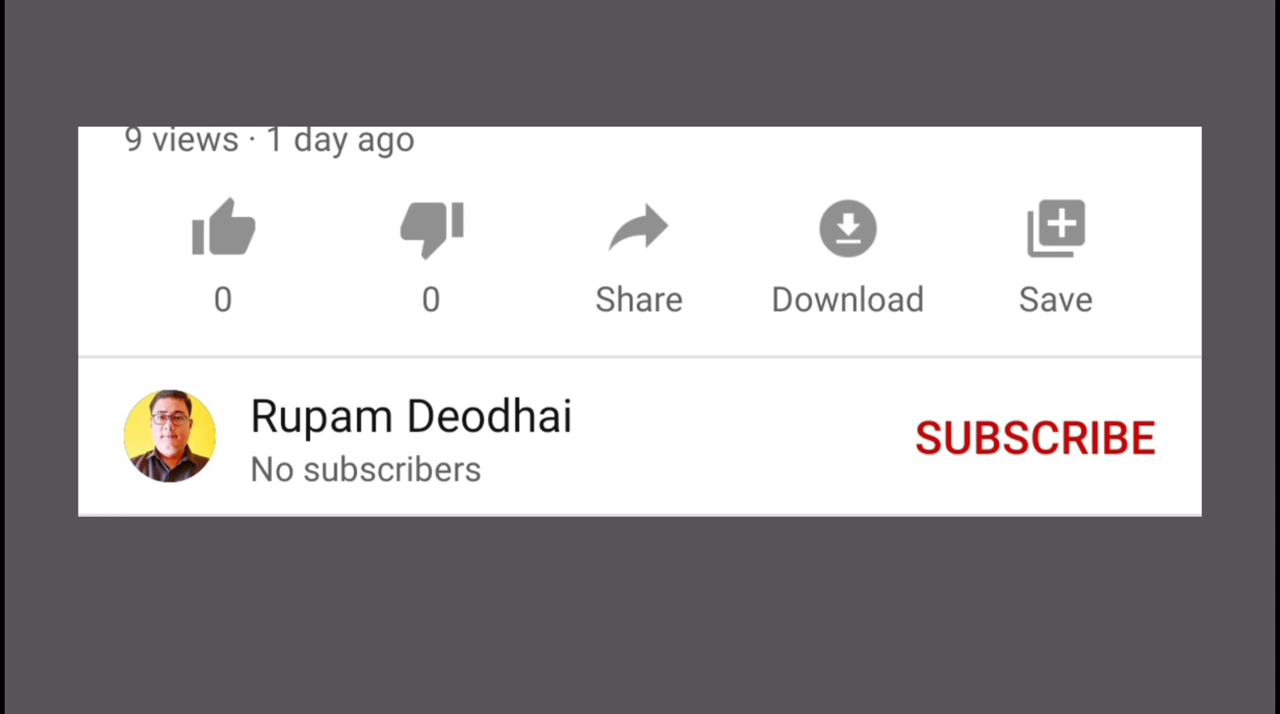 9 views · 1 day ago
0 0 Share Download Save
Rupam Deodhai
No subscribers
SUBSCRIBE